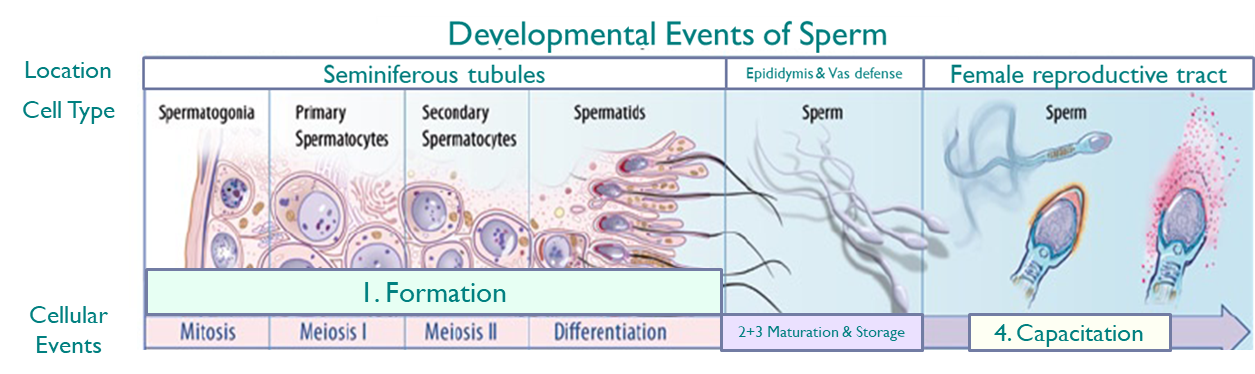 Developmental Events of Sperm
Location
Seminiferous tubules
Epididymis & Vas defense
Female reproductive tract
Cell Type
Spermatogonia
Primary
Spermatocytes
Secondary
Spermatocytes
Spermatids
Sperm
Sperm
1. Formation
Cellular
Events
Mitosis
Meiosis I
Meiosis II
Differentiation
2+3 Maturation & Storage
4. Capacitation